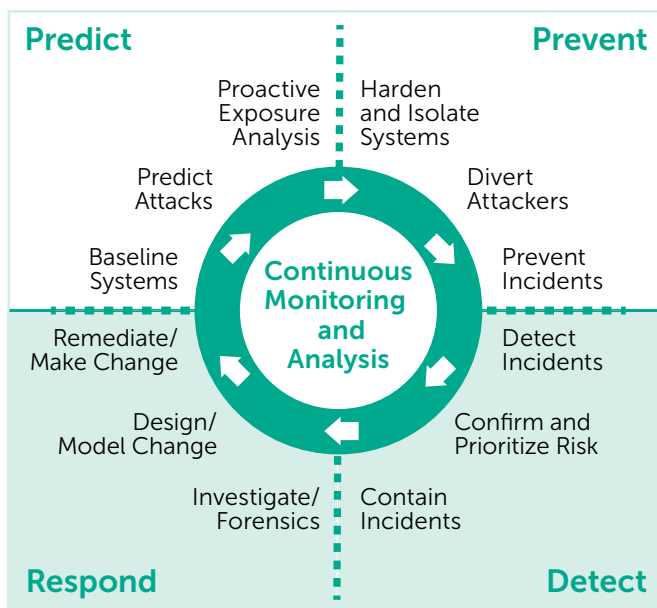 Predict
Prevent
Proactive
Exposure
Analysis
Harden
and Isolate
Systems
Predict
Attacks
Divert
Attackers
Baseline
Systems
Continuous
Monitoring
and
Analysis
Prevent
Incidents
Remediate/
Make Change
Detect
Incidents
Design/
Model Change
Confirm and
Prioritize Risk
Investigate/
Forensics
Contain
Incidents
Respond
Detect